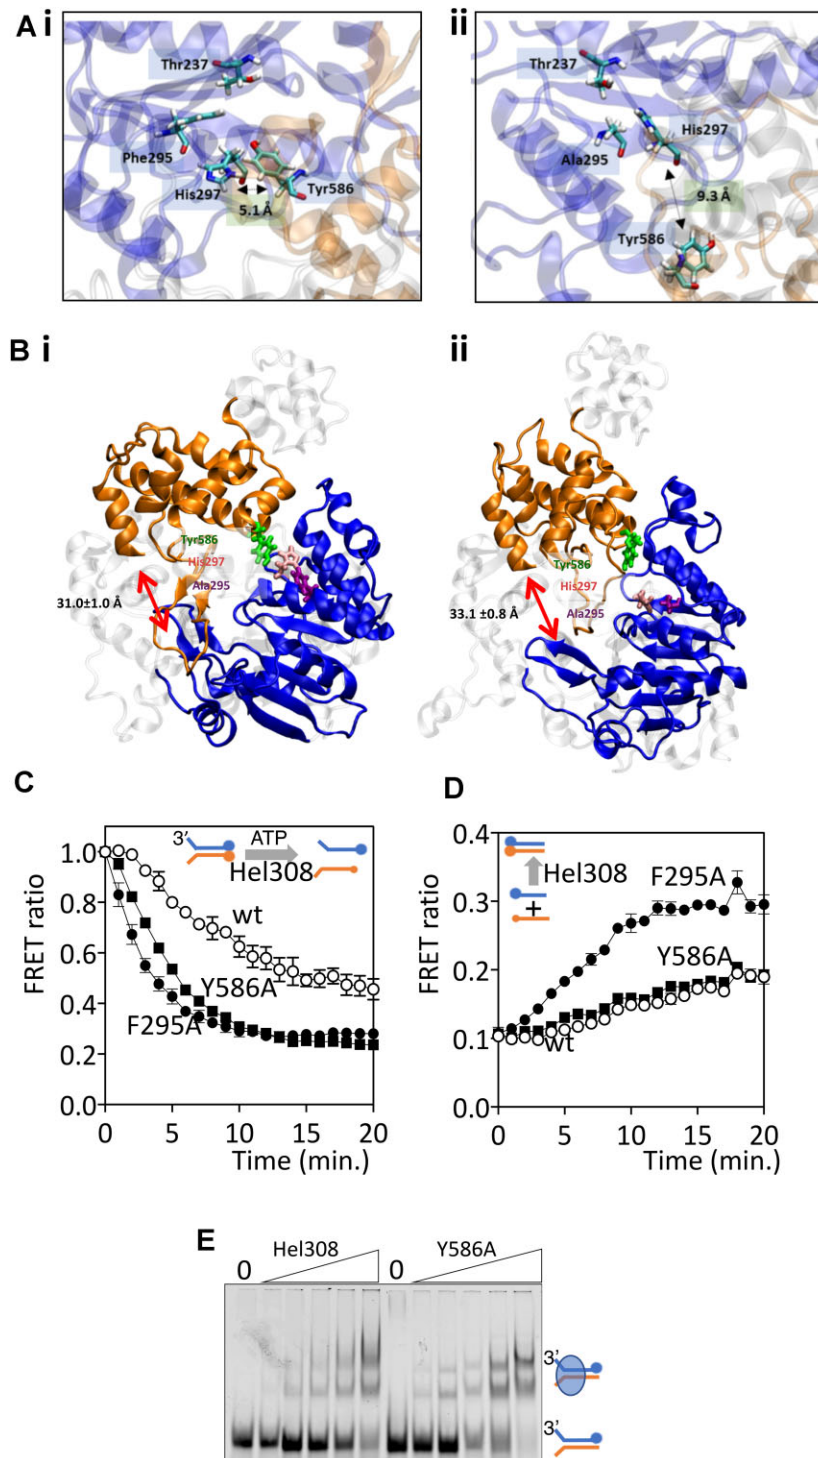 A i
ii
Thr237
Phe295
His297
Tyr586
5.1 Å
Thr237
His297
Ala295
9.3 Å
Tyr586
B i
ii
Tyr586
His297
Ala295
31.0±1.0 Å
Tyr586
His297
Ala295
33.1 ±0.8 Å
C
FRET ratio
1.0
0.8
0.6
0.4
0.2
0.0
0 5 10 15 20
Time (min.)
3' ATP
Hel308
wt
Y586A
F295A
D
FRET ratio
0.4
0.3
0.2
0.1
0.0
0 5 10 15 20
Time (min.)
Hel308
+
F295A
Y586A
wt
E
Hel308 Y586A
0 0
3'
3'